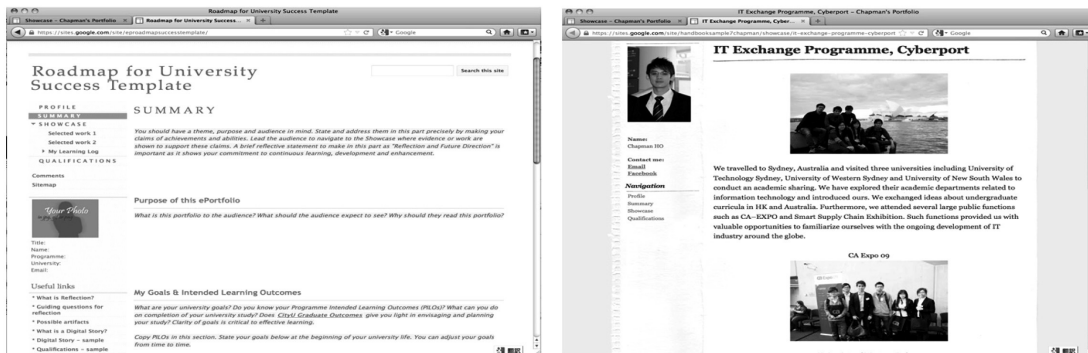 Roadmap for University Success Template
Showcase – Chapman's Portfolio
Roadmap for University Success...
https://sites.google.com/site/eproadmapsuccesstemplate/
Google
Roadmap for University
Success Template
Search this site
PROFILE
SUMMARY
SHOWCASE
Selected work 1
Selected work 2
My Learning Log
QUALIFICATIONS
Comments
Sitemap
Your Photo
Title:
Name:
Programme:
University:
Email:
Useful links
* What is Reflection?
* Guiding questions for
reflection
* Possible artifacts
* What is a Digital Story?
* Digital Story – sample
* Qualifications – sample
SUMMARY
You should have a theme, purpose and audience in mind. State and address them in this part precisely by making your
claims of achievements and abilities. Lead the audience to navigate to the Showcase where evidence or work are
shown to support these claims. A brief reflective statement to make in this part as "Reflection and Future Direction" is
important as it shows your commitment to continuous learning, development and enhancement.
Purpose of this ePortfolio
What is this portfolio to the audience? What should the audience expect to see? Why should they read this portfolio?
My Goals & Intended Learning Outcomes
What are your university goals? Do you know your Programme Intended Learning Outcomes (PILOs)? What can you do
on completion of your university study? Does CityU Graduate Outcomes give you light in envisaging and planning
your study? Clarity of goals is critical to effective learning.
Copy PILOs in this section. State your goals below at the beginning of your university life. You can adjust your goals
from time to time.
IT Exchange Programme, Cyberport – Chapman's Portfolio
Showcase – Chapman's Portfolio
IT Exchange Programme, Cyber...
https://sites.google.com/site/handbooksample7chapman/showcase/it-exchange-programme-cyberport
Google
Name:
Chapman HO
Contact me:
Email
Facebook
Navigation
Profile
Summary
Showcase
Qualifications
IT Exchange Programme, Cyberport
We travelled to Sydney, Australia and visited three universities including University of
Technology Sydney, University of Western Sydney and University of New South Wales to
conduct an academic sharing. We have explored their academic departments related to
information technology and introduced ours. We exchanged ideas about undergraduate
curricula in HK and Australia. Furthermore, we attended several large public functions
such as CA–EXPO and Smart Supply Chain Exhibition. Such functions provided us with
valuable opportunities to familiarize ourselves with the ongoing development of IT
industry around the globe.
CA Expo 09